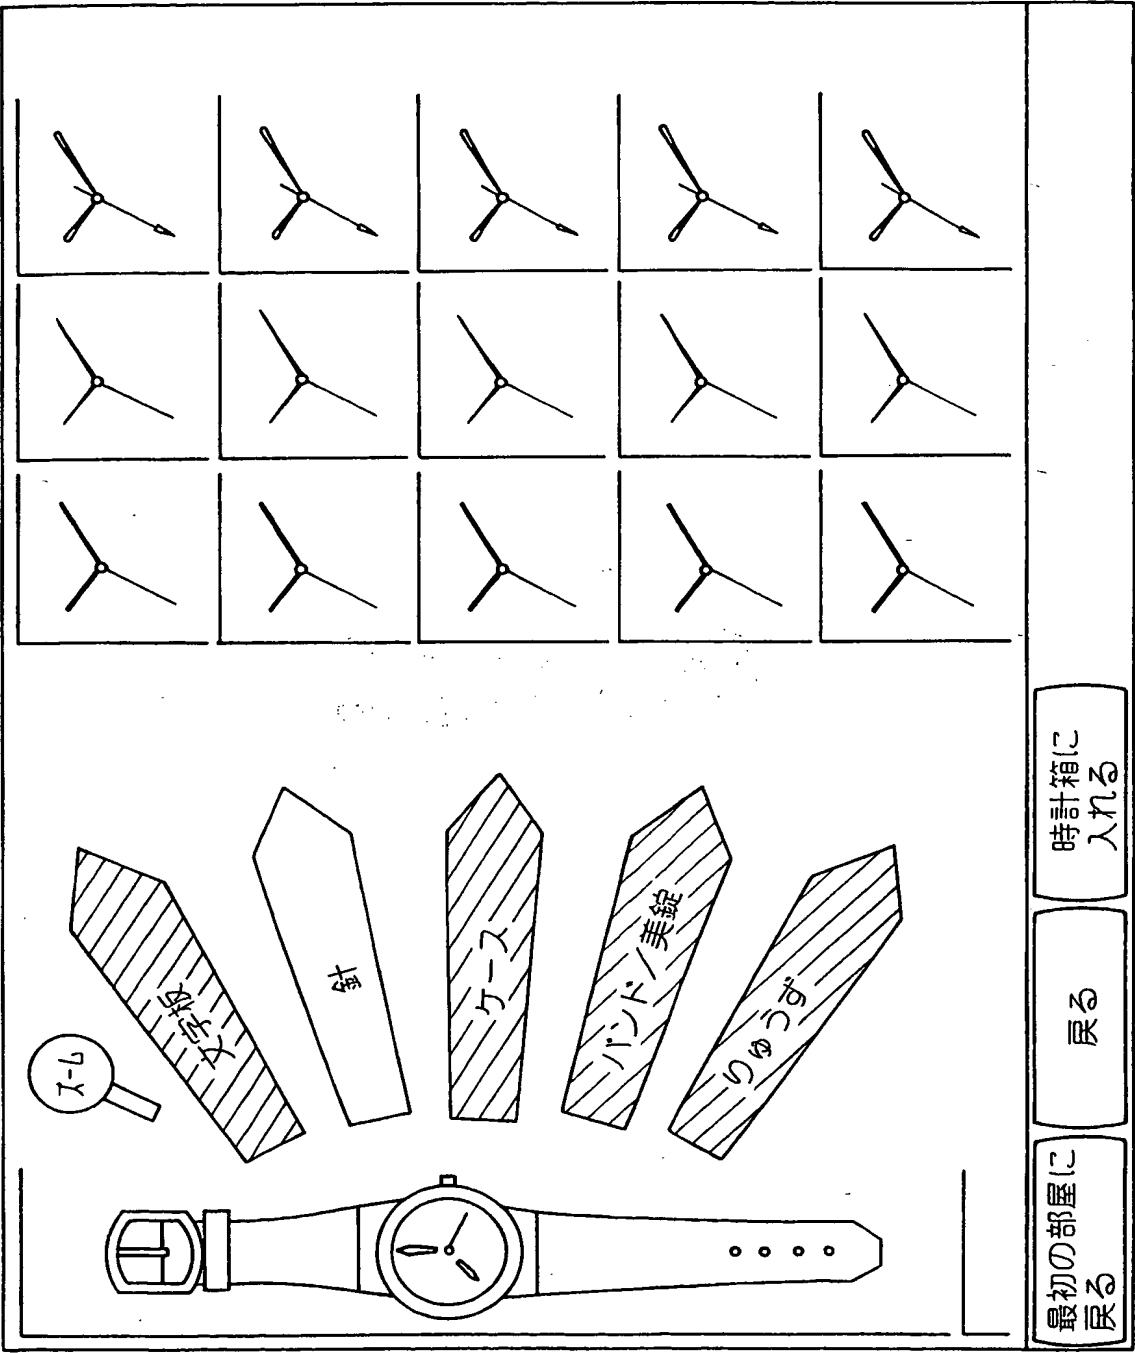 ズーム
文字板
針
ケース
バンド/美錠
りゅうず
最初の部屋に
戻る
戻る
時計箱に
入れる